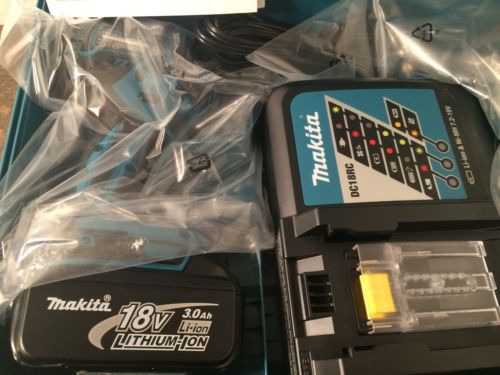 Makita
DC18RC
Li-ion & Ni-MH 7.2-18V
Makita®
18V 3.0Ah
Li-ion
LITHIUM-ION